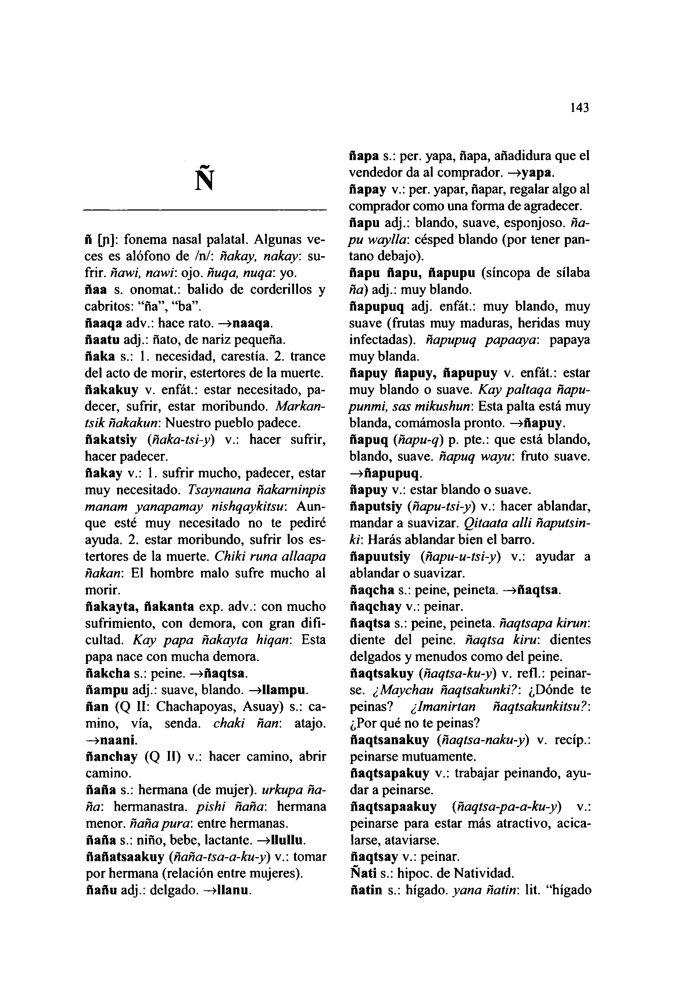 143
Ñ
ñ [ɲ]: fonema nasal palatal. Algunas ve-
ces es alófono de /n/: ñakay, nakay: su-
frir. ñawi, nawi: ojo. ñuqa, nuqa: yo.
ñaa s. onomat.: balido de corderillos y
cabritos: “ña”, “ba”.
ñaaqa adv.: hace rato. →naaqa.
ñaatu adj.: ñato, de nariz pequeña.
ñaka s.: 1. necesidad, carestía. 2. trance
del acto de morir, estertores de la muerte.
ñakakuy v. enfát.: estar necesitado, pa-
decer, sufrir, estar moribundo. Markan-
tsik ñakakun: Nuestro pueblo padece.
ñakatsiy (ñaka-tsi-y) v.: hacer sufrir,
hacer padecer.
ñakay v.: 1. sufrir mucho, padecer, estar
muy necesitado. Tsaynauna ñakarninpis
manam yanapamay nishqaykitsu: Aun-
que esté muy necesitado no te pediré
ayuda. 2. estar moribundo, sufrir los es-
tertores de la muerte. Chiki runa allaapa
ñakan: El hombre malo sufre mucho al
morir.
ñakayta, ñakanta exp. adv.: con mucho
sufrimiento, con demora, con gran difi-
cultad. Kay papa ñakayta hiqan: Esta
papa nace con mucha demora.
ñakcha s.: peine. →ñaqtsa.
ñampu adj.: suave, blando. →llampu.
ñan (Q II: Chachapoyas, Asuay) s.: ca-
mino, vía, senda. chaki ñan: atajo.
→naani.
ñanchay (Q II) v.: hacer camino, abrir
camino.
ñaña s.: hermana (de mujer). urkupa ña-
ña: hermanastra. pishi ñaña: hermana
menor. ñaña pura: entre hermanas.
ñaña s.: niño, bebe, lactante. →llullu.
ñañatsaakuy (ñaña-tsa-a-ku-y) v.: tomar
por hermana (relación entre mujeres).
ñañu adj.: delgado. →llanu.
ñapa s.: per. yapa, ñapa, añadidura que el
vendedor da al comprador. →yapa.
ñapay v.: per. yapar, ñapar, regalar algo al
comprador como una forma de agradecer.
ñapu adj.: blando, suave, esponjoso. ña-
pu waylla: césped blando (por tener pan-
tano debajo).
ñapu ñapu, ñapupu (síncopa de sílaba
ña) adj.: muy blando.
ñapupuq adj. enfát.: muy blando, muy
suave (frutas muy maduras, heridas muy
infectadas). ñapupuq papaaya: papaya
muy blanda.
ñapuy ñapuy, ñapupuy v. enfát.: estar
muy blando o suave. Kay paltaqa ñapu-
punmi, sas mikushun: Esta palta está muy
blanda, comámosla pronto. →ñapuy.
ñapuq (ñapu-q) p. pte.: que está blando,
blando, suave. ñapuq wayu: fruto suave.
→ñapupuq.
ñapuy v.: estar blando o suave.
ñaputsiy (ñapu-tsi-y) v.: hacer ablandar,
mandar a suavizar. Qitaata alli ñaputsin-
ki: Harás ablandar bien el barro.
ñapuutsiy (ñapu-u-tsi-y) v.: ayudar a
ablandar o suavizar.
ñaqcha s.: peine, peineta. →ñaqtsa.
ñaqchay v.: peinar.
ñaqtsa s.: peine, peineta. ñaqtsapa kirun:
diente del peine. ñaqtsa kiru: dientes
delgados y menudos como del peine.
ñaqtsakuy (ñaqtsa-ku-y) v. refl.: peinar-
se. ¿Maychau ñaqtsakunki?: ¿Dónde te
peinas? ¿Imanirtan ñaqtsakunkitsu?:
¿Por qué no te peinas?
ñaqtsanakuy (ñaqtsa-naku-y) v. recíp.:
peinarse mutuamente.
ñaqtsapakuy v.: trabajar peinando, ayu-
dar a peinarse.
ñaqtsapaakuy (ñaqtsa-pa-a-ku-y) v.:
peinarse para estar más atractivo, acica-
larse, ataviarse.
ñaqtsay v.: peinar.
Ñati s.: hipoc. de Natividad.
ñatin s.: hígado. yana ñatin: lit. “hígado